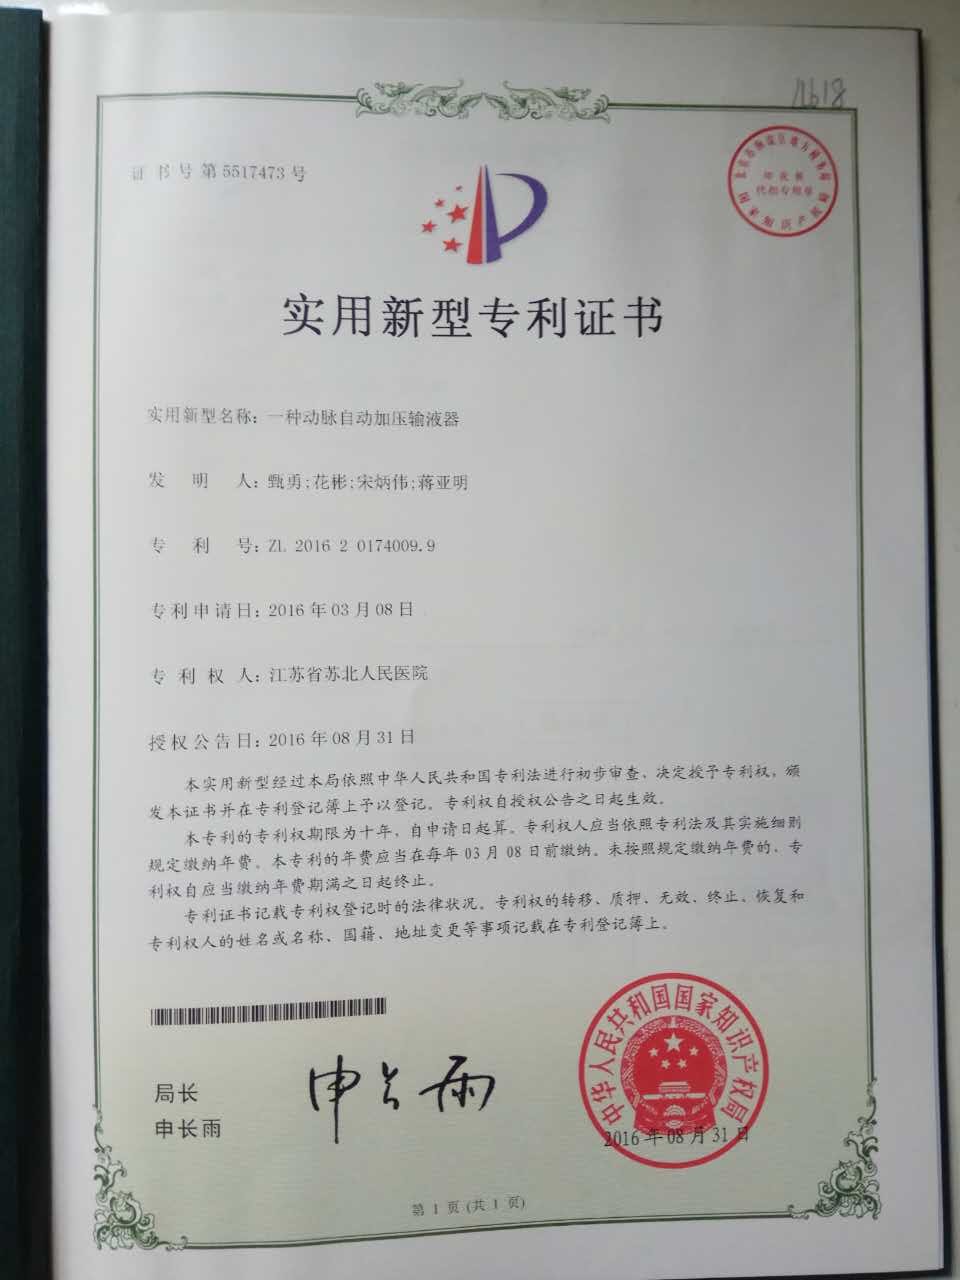 1618
证书号第5517473号
印花税
代扣专用章
国家知识产权局
实用新型专利证书
实用新型名称：一种动脉自动加压输液器
发明人：甄勇;花彬;宋炳伟;蒋亚明
专利号：ZL 2016 2 0174009.9
专利申请日：2016年03月08日
专利权人：江苏省苏北人民医院
授权公告日：2016年08月31日
本实用新型经过本局依照中华人民共和国专利法进行初步审查，决定授予专利权，颁
发本证书并在专利登记簿上予以登记。专利权自授权公告之日起生效。
本专利的专利权期限为十年，自申请日起算。专利权人应当依照专利法及其实施细则
规定缴纳年费。本专利的年费应当在每年03月08日前缴纳。未按照规定缴纳年费的，专
利权自应当缴纳年费期满之日起终止。
专利证书记载专利权登记时的法律状况。专利权的转移、质押、无效、终止、恢复和
专利权人的姓名或名称、国籍、地址变更等事项记载在专利登记簿上。
局长
申长雨
申长雨
中华人民共和国国家知识产权局
2016年08月31日
第1页(共1页)